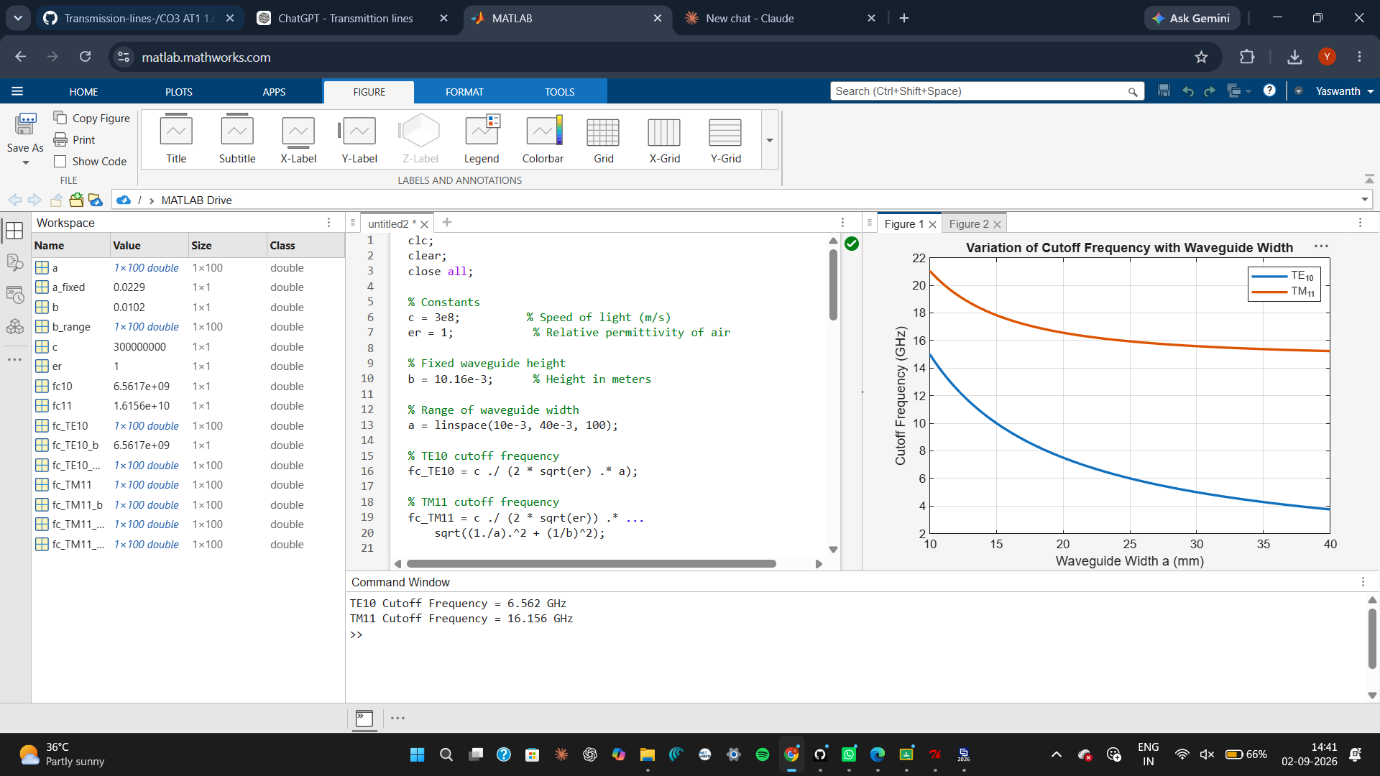 Transmission-lines-/CO3 AT1 1.
ChatGPT - Transmittion lines
MATLAB
New chat - Claude
Ask Gemini
matlab.mathworks.com
Y
HOME
PLOTS
APPS
FIGURE
FORMAT
TOOLS
Search (Ctrl+Shift+Space)
Yaswanth
Save As
Copy Figure
Print
Show Code
FILE
Title
Subtitle
X-Label
Y-Label
Z-Label
Legend
Colorbar
Grid
X-Grid
Y-Grid
LABELS AND ANNOTATIONS
/ > MATLAB Drive
Workspace
Name Value Size Class
a 1×100 double 1×100 double
a_fixed 0.0229 1×1 double
b 0.0102 1×1 double
b_range 1×100 double 1×100 double
c 300000000 1×1 double
er 1 1×1 double
fc10 6.5617e+09 1×1 double
fc11 1.6156e+10 1×1 double
fc_TE10 1×100 double 1×100 double
fc_TE10_b 6.5617e+09 1×1 double
fc_TE10_... 1×100 double 1×100 double
fc_TM11 1×100 double 1×100 double
fc_TM11_b 1×100 double 1×100 double
fc_TM11_... 1×100 double 1×100 double
fc_TM11_... 1×100 double 1×100 double
untitled2 *
1 clc;
2 clear;
3 close all;
4
5 % Constants
6 c = 3e8; % Speed of light (m/s)
7 er = 1; % Relative permittivity of air
8
9 % Fixed waveguide height
10 b = 10.16e-3; % Height in meters
11
12 % Range of waveguide width
13 a = linspace(10e-3, 40e-3, 100);
14
15 % TE10 cutoff frequency
16 fc_TE10 = c ./ (2 * sqrt(er) .* a);
17
18 % TM11 cutoff frequency
19 fc_TM11 = c ./ (2 * sqrt(er)) .* ...
20 sqrt((1./a).^2 + (1/b)^2);
21
Figure 1
Figure 2
Variation of Cutoff Frequency with Waveguide Width
TE10
TM11
Cutoff Frequency (GHz)
22
20
18
16
14
12
10
8
6
4
2
10 15 20 25 30 35 40
Waveguide Width a (mm)
Command Window
TE10 Cutoff Frequency = 6.562 GHz
TM11 Cutoff Frequency = 16.156 GHz
>>
36°C
Partly sunny
ENG
IN
66%
14:41
02-09-2026